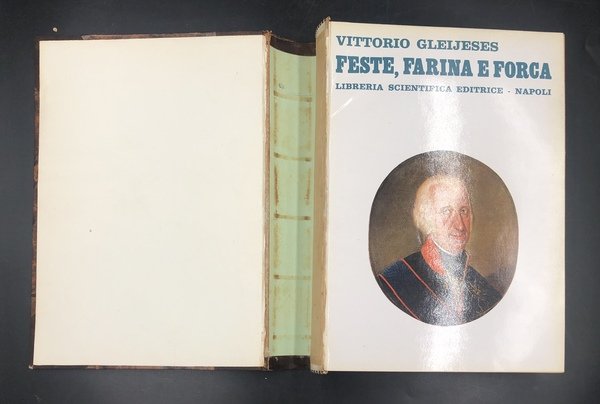 VITTORIO GLEIJESES
FESTE, FARINA E FORCA
LIBRERIA SCIENTIFICA EDITRICE - NAPOLI